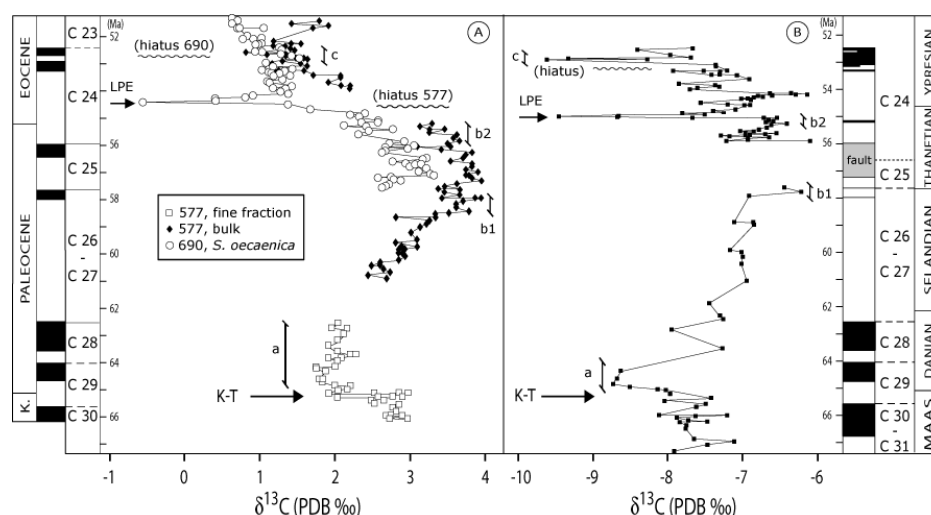 (Ma)
A
B
(Ma)
EOCENE
PALEOCENE
K.
C 23
C 24
C 25
C 26
-
C 27
C 28
C 29
C 30
52
56
58
60
62
64
66
(hiatus 690)
c
LPE
(hiatus 577)
b2
577, fine fraction
577, bulk
690, S. oecaenica
b1
a
K-T
0
0
1
2
3
4
δ13C (PDB ‰)
52
56
58
60
62
64
66
c
(hiatus)
LPE
b2
b1
a
K-T
-10
-9
-8
-7
-6
δ13C (PDB ‰)
fault
C 24
C 25
C 26
-
C 27
C 28
C 29
C 30
-
C 31
YPRESIAN
THANETIAN
SELANDIAN
DANIAN
MAAS